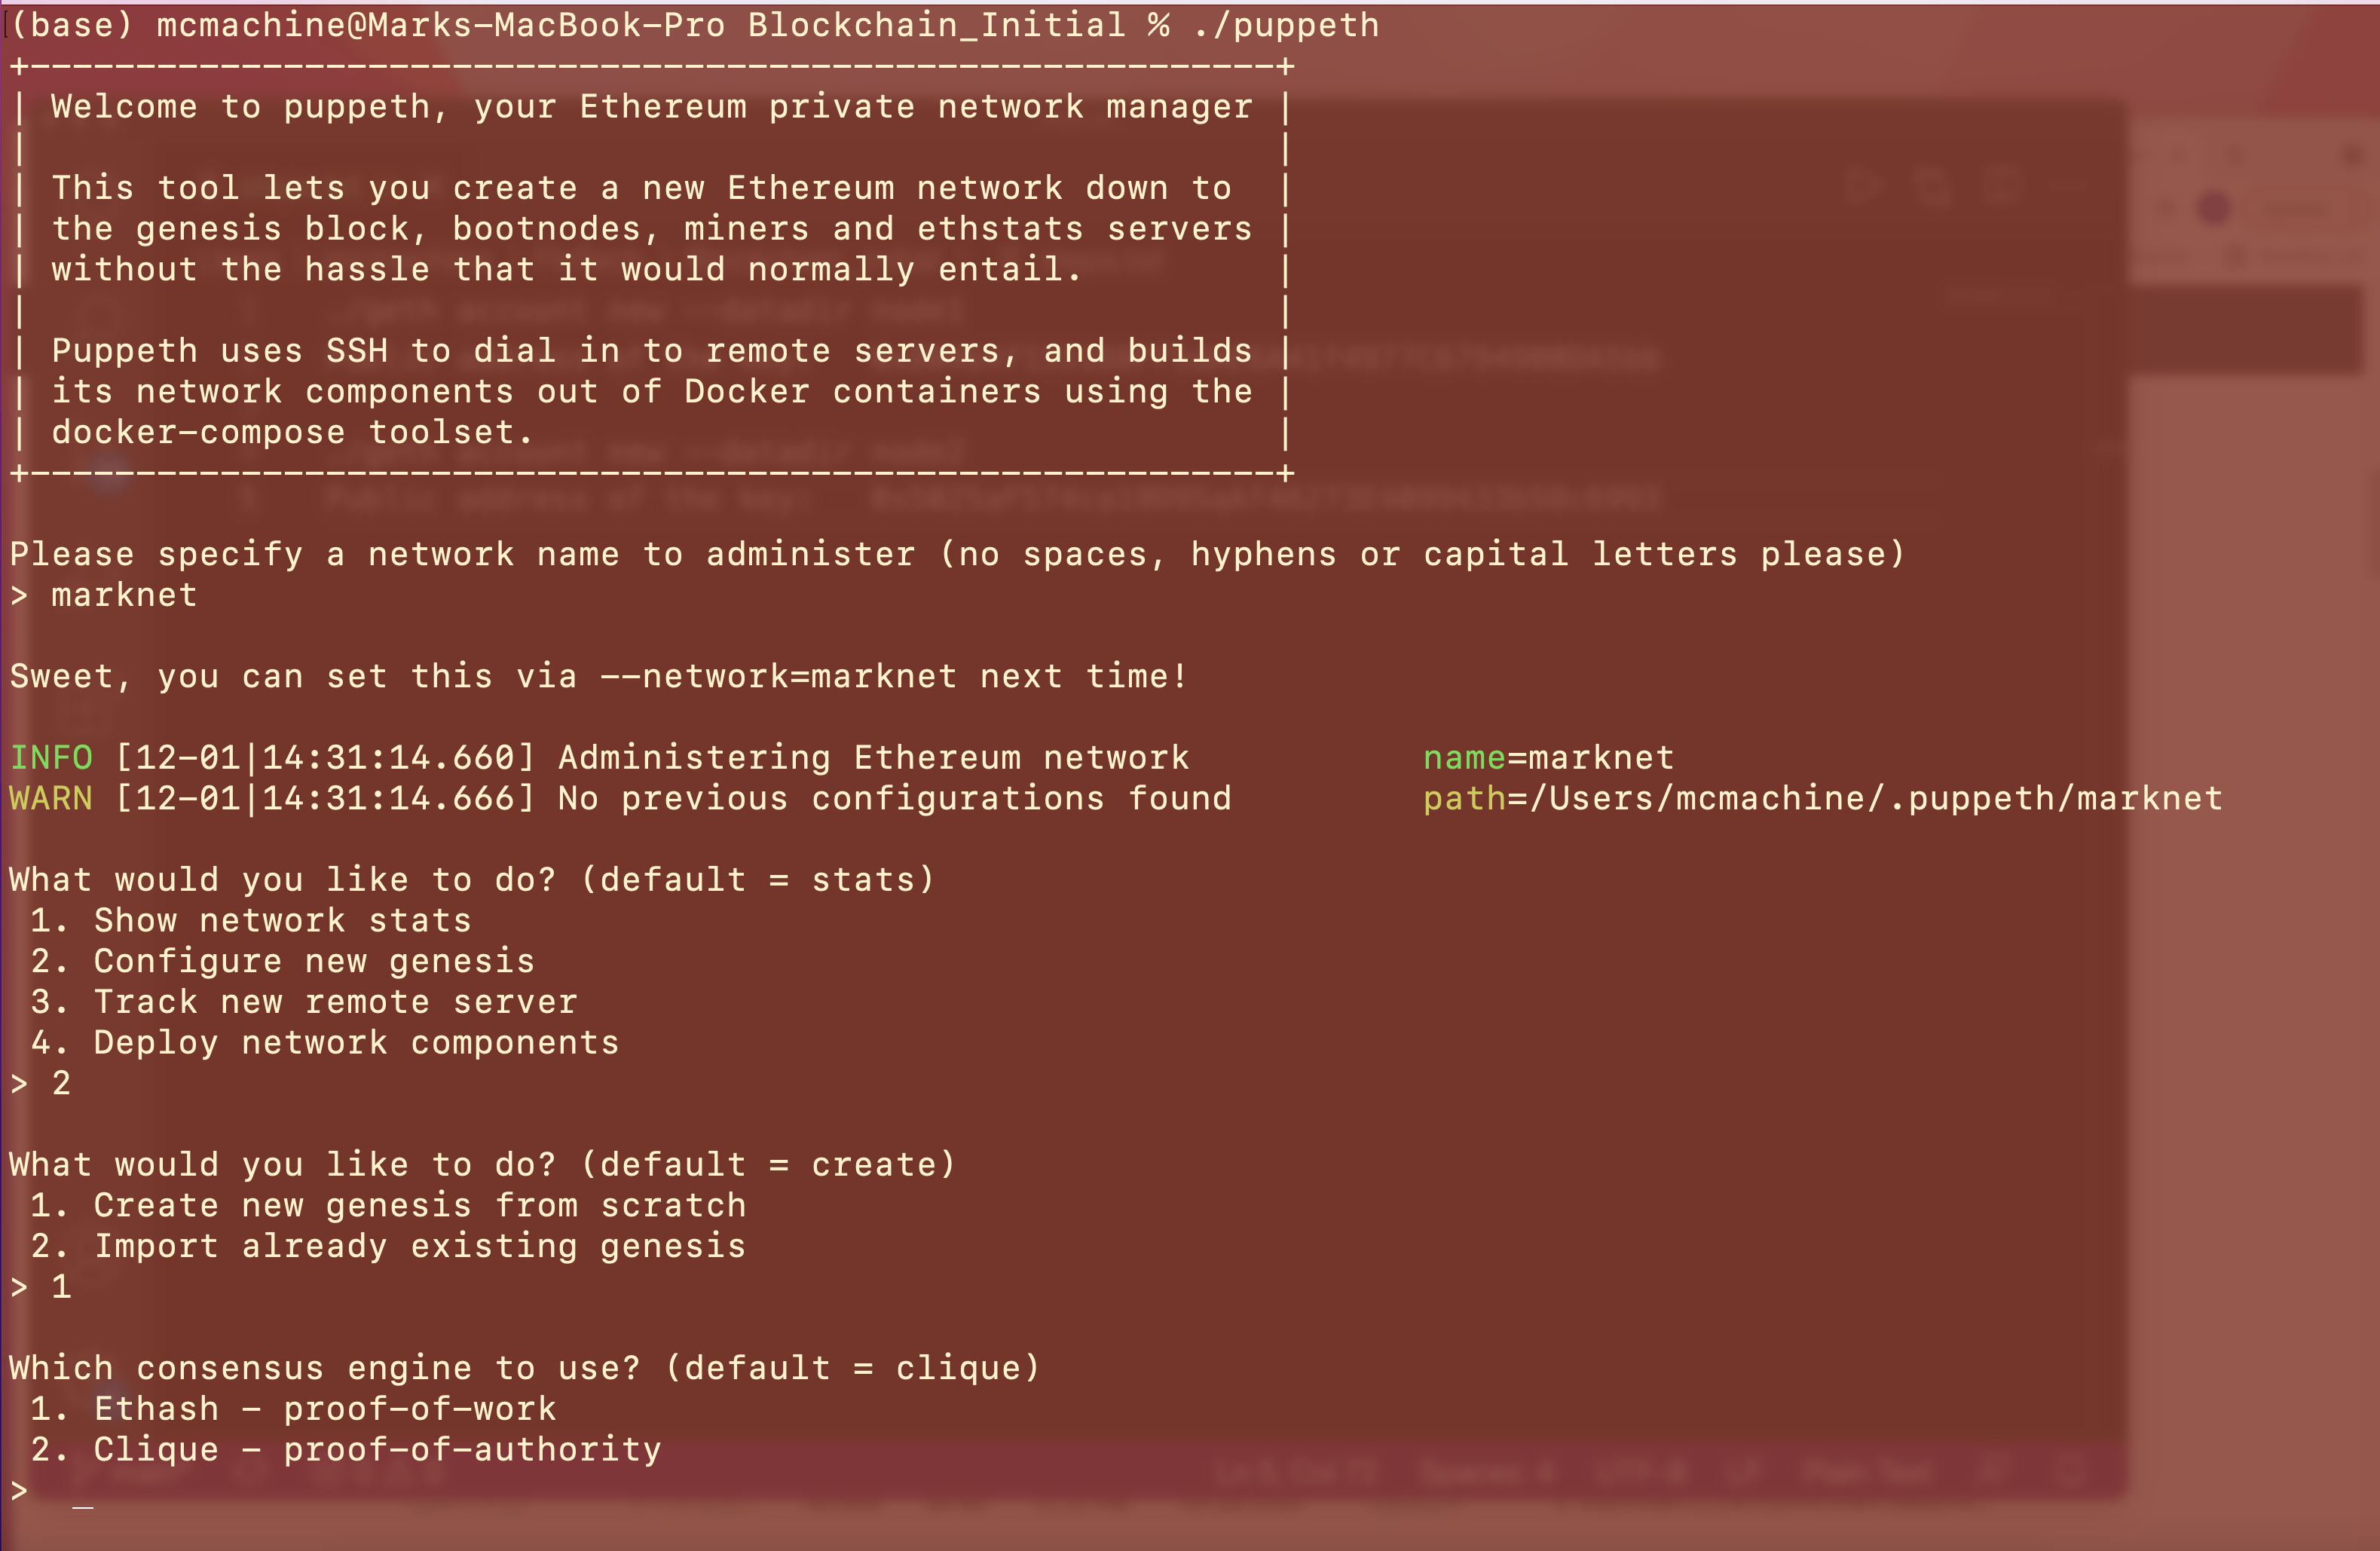 (base) mcmachine@Marks-MacBook-Pro Blockchain_Initial % ./puppeth
+-----------------------------------------------------------+
| Welcome to puppeth, your Ethereum private network manager |
|                                                           |
| This tool lets you create a new Ethereum network down to  |
| the genesis block, bootnodes, miners and ethstats servers |
| without the hassle that it would normally entail.         |
|                                                           |
| Puppeth uses SSH to dial in to remote servers, and builds |
| its network components out of Docker containers using the |
| docker-compose toolset.                                   |
+-----------------------------------------------------------+
Please specify a network name to administer (no spaces, hyphens or capital letters please)
> marknet
Sweet, you can set this via --network=marknet next time!
INFO [12-01|14:31:14.660] Administering Ethereum network           name=marknet
WARN [12-01|14:31:14.666] No previous configurations found         path=/Users/mcmachine/.puppeth/marknet
What would you like to do? (default = stats)
 1. Show network stats
 2. Configure new genesis
 3. Track new remote server
 4. Deploy network components
> 2
What would you like to do? (default = create)
 1. Create new genesis from scratch
 2. Import already existing genesis
> 1
Which consensus engine to use? (default = clique)
 1. Ethash - proof-of-work
 2. Clique - proof-of-authority
>  _